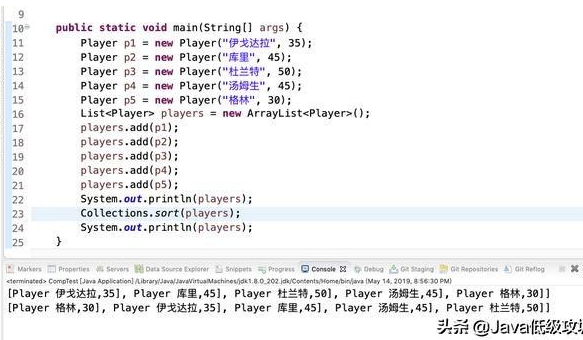 9
10 public static void main(String[] args) {
11 Player p1 = new Player("伊戈达拉", 35);
12 Player p2 = new Player("库里", 45);
13 Player p3 = new Player("杜兰特", 50);
14 Player p4 = new Player("汤姆生", 45);
15 Player p5 = new Player("格林", 30);
16 List<Player> players = new ArrayList<Player>();
17 players.add(p1);
18 players.add(p2);
19 players.add(p3);
20 players.add(p4);
21 players.add(p5);
22 System.out.println(players);
23 Collections.sort(players);
24 System.out.println(players);
25 }
Markers Properties Servers Data Source Explorer Snippets Progress Console Debug Git Staging Git Repositories Git Reflog
<terminated> CompTest [Java Application] /Library/Java/JavaVirtualMachines/jdk1.8.0_202.jdk/Contents/Home/bin/java (May 14, 2019, 8:56:30 PM)
[Player 伊戈达拉,35], Player 库里,45], Player 杜兰特,50], Player 汤姆生,45], Player 格林,30]]
[Player 格林,30], Player 伊戈达拉,35], Player 库里,45], Player 汤姆生,45], Player 杜兰特,50]]
头条 @Java低级攻城